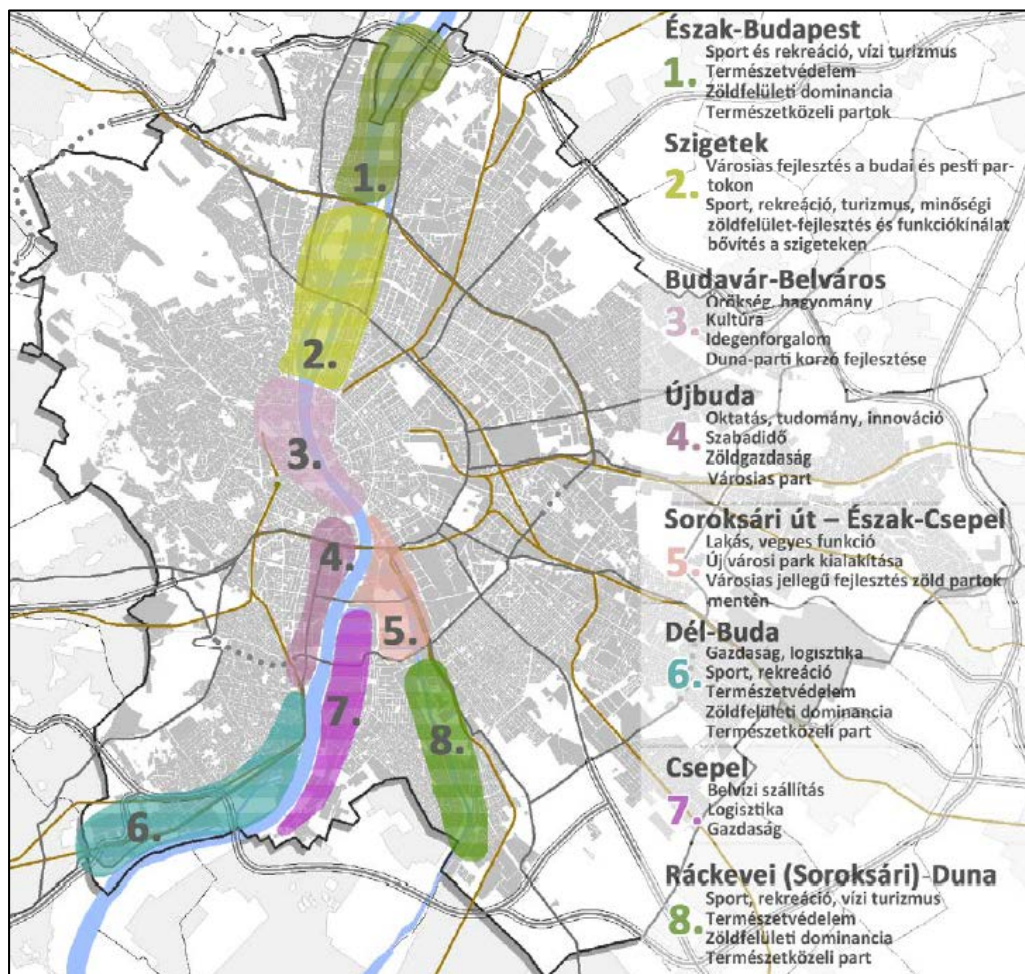 Észak-Budapest
Sport és rekreáció, vízi turizmus
1. Természetvédelem
Zöldfelületi dominancia
Természetközeli partok
Szigetek
Városias fejlesztés a budai és pesti par-
2. tokon
Sport, rekreáció, turizmus, minőségi
zöldfelület-fejlesztés és funkciókínálat
bővítés a szigeteken
Budavár-Belváros
Örökség, hagyomány
3. Kultúra
Idegenforgalom
Duna-parti korzó fejlesztése
Újbuda
Oktatás, tudomány, innováció
4. Szabadidő
Zöldgazdaság
Városias part
Soroksári út – Észak-Csepel
Lakás, vegyes funkció
5. Új városi park kialakítása
Városias jellegű fejlesztés zöld partok
mentén
Dél-Buda
Gazdaság, logisztika
6. Sport, rekreáció
Természetvédelem
Zöldfelületi dominancia
Természetközeli part
Csepel
Belvízi szállítás
7. Logisztika
Gazdaság
Ráckevei (Soroksári)-Duna
Sport, rekreáció, vízi turizmus
8. Természetvédelem
Zöldfelületi dominancia
Természetközeli part
1.
2.
3.
4.
5.
7.
8.
6.